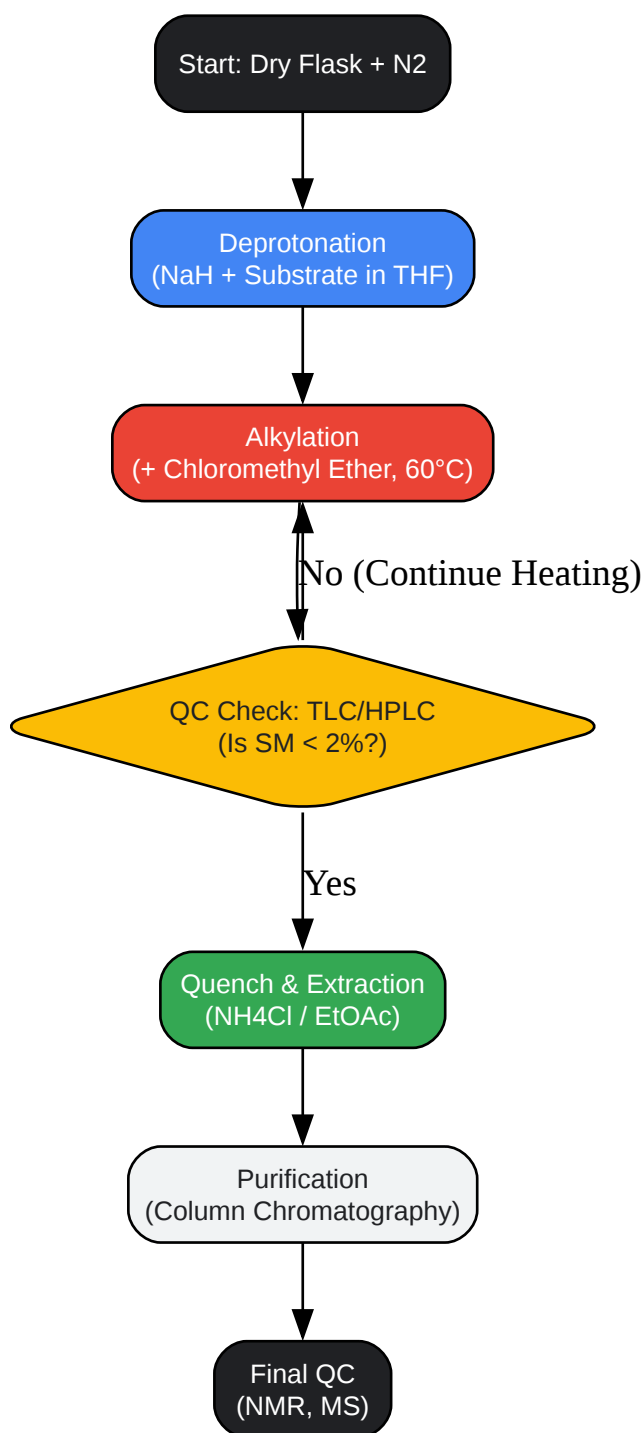 Start: Dry Flask + N2
Deprotonation
(NaH + Substrate in THF)
Alkylation
(+ Chloromethyl Ether, 60°C)
No (Continue Heating)
QC Check: TLC/HPLC
(Is SM < 2%?)
Yes
Quench & Extraction
(NH4Cl / EtOAc)
Purification
(Column Chromatography)
Final QC
(NMR, MS)